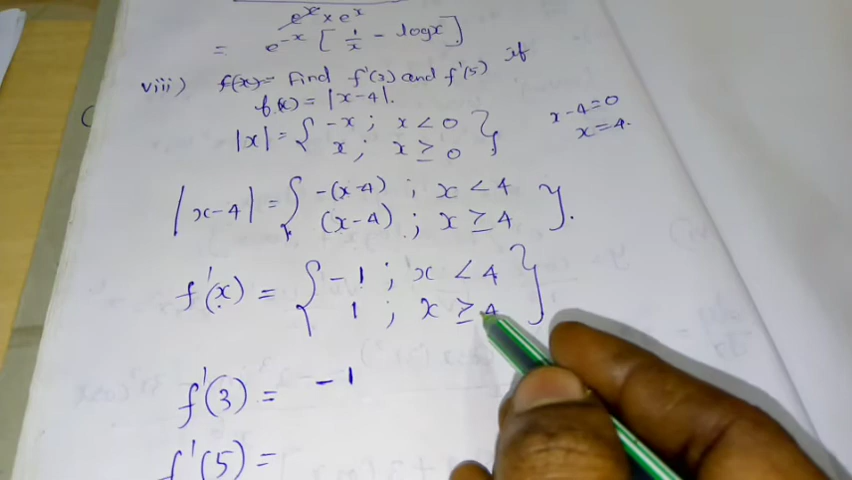 e^x × e^x
= e^-x [ 1/x - log x ]
viii) f(x)= Find f'(3) and f'(5) if
f(x) = |x-4|.
|x| = { -x ; x < 0
x ; x ≥ 0 }
x-4=0
x=4.
|x-4| = { -(x-4) ; x < 4
(x-4) ; x ≥ 4 }.
f'(x) = { -1 ; x < 4
1 ; x ≥ 4 }
f'(3) = -1
f'(5) =